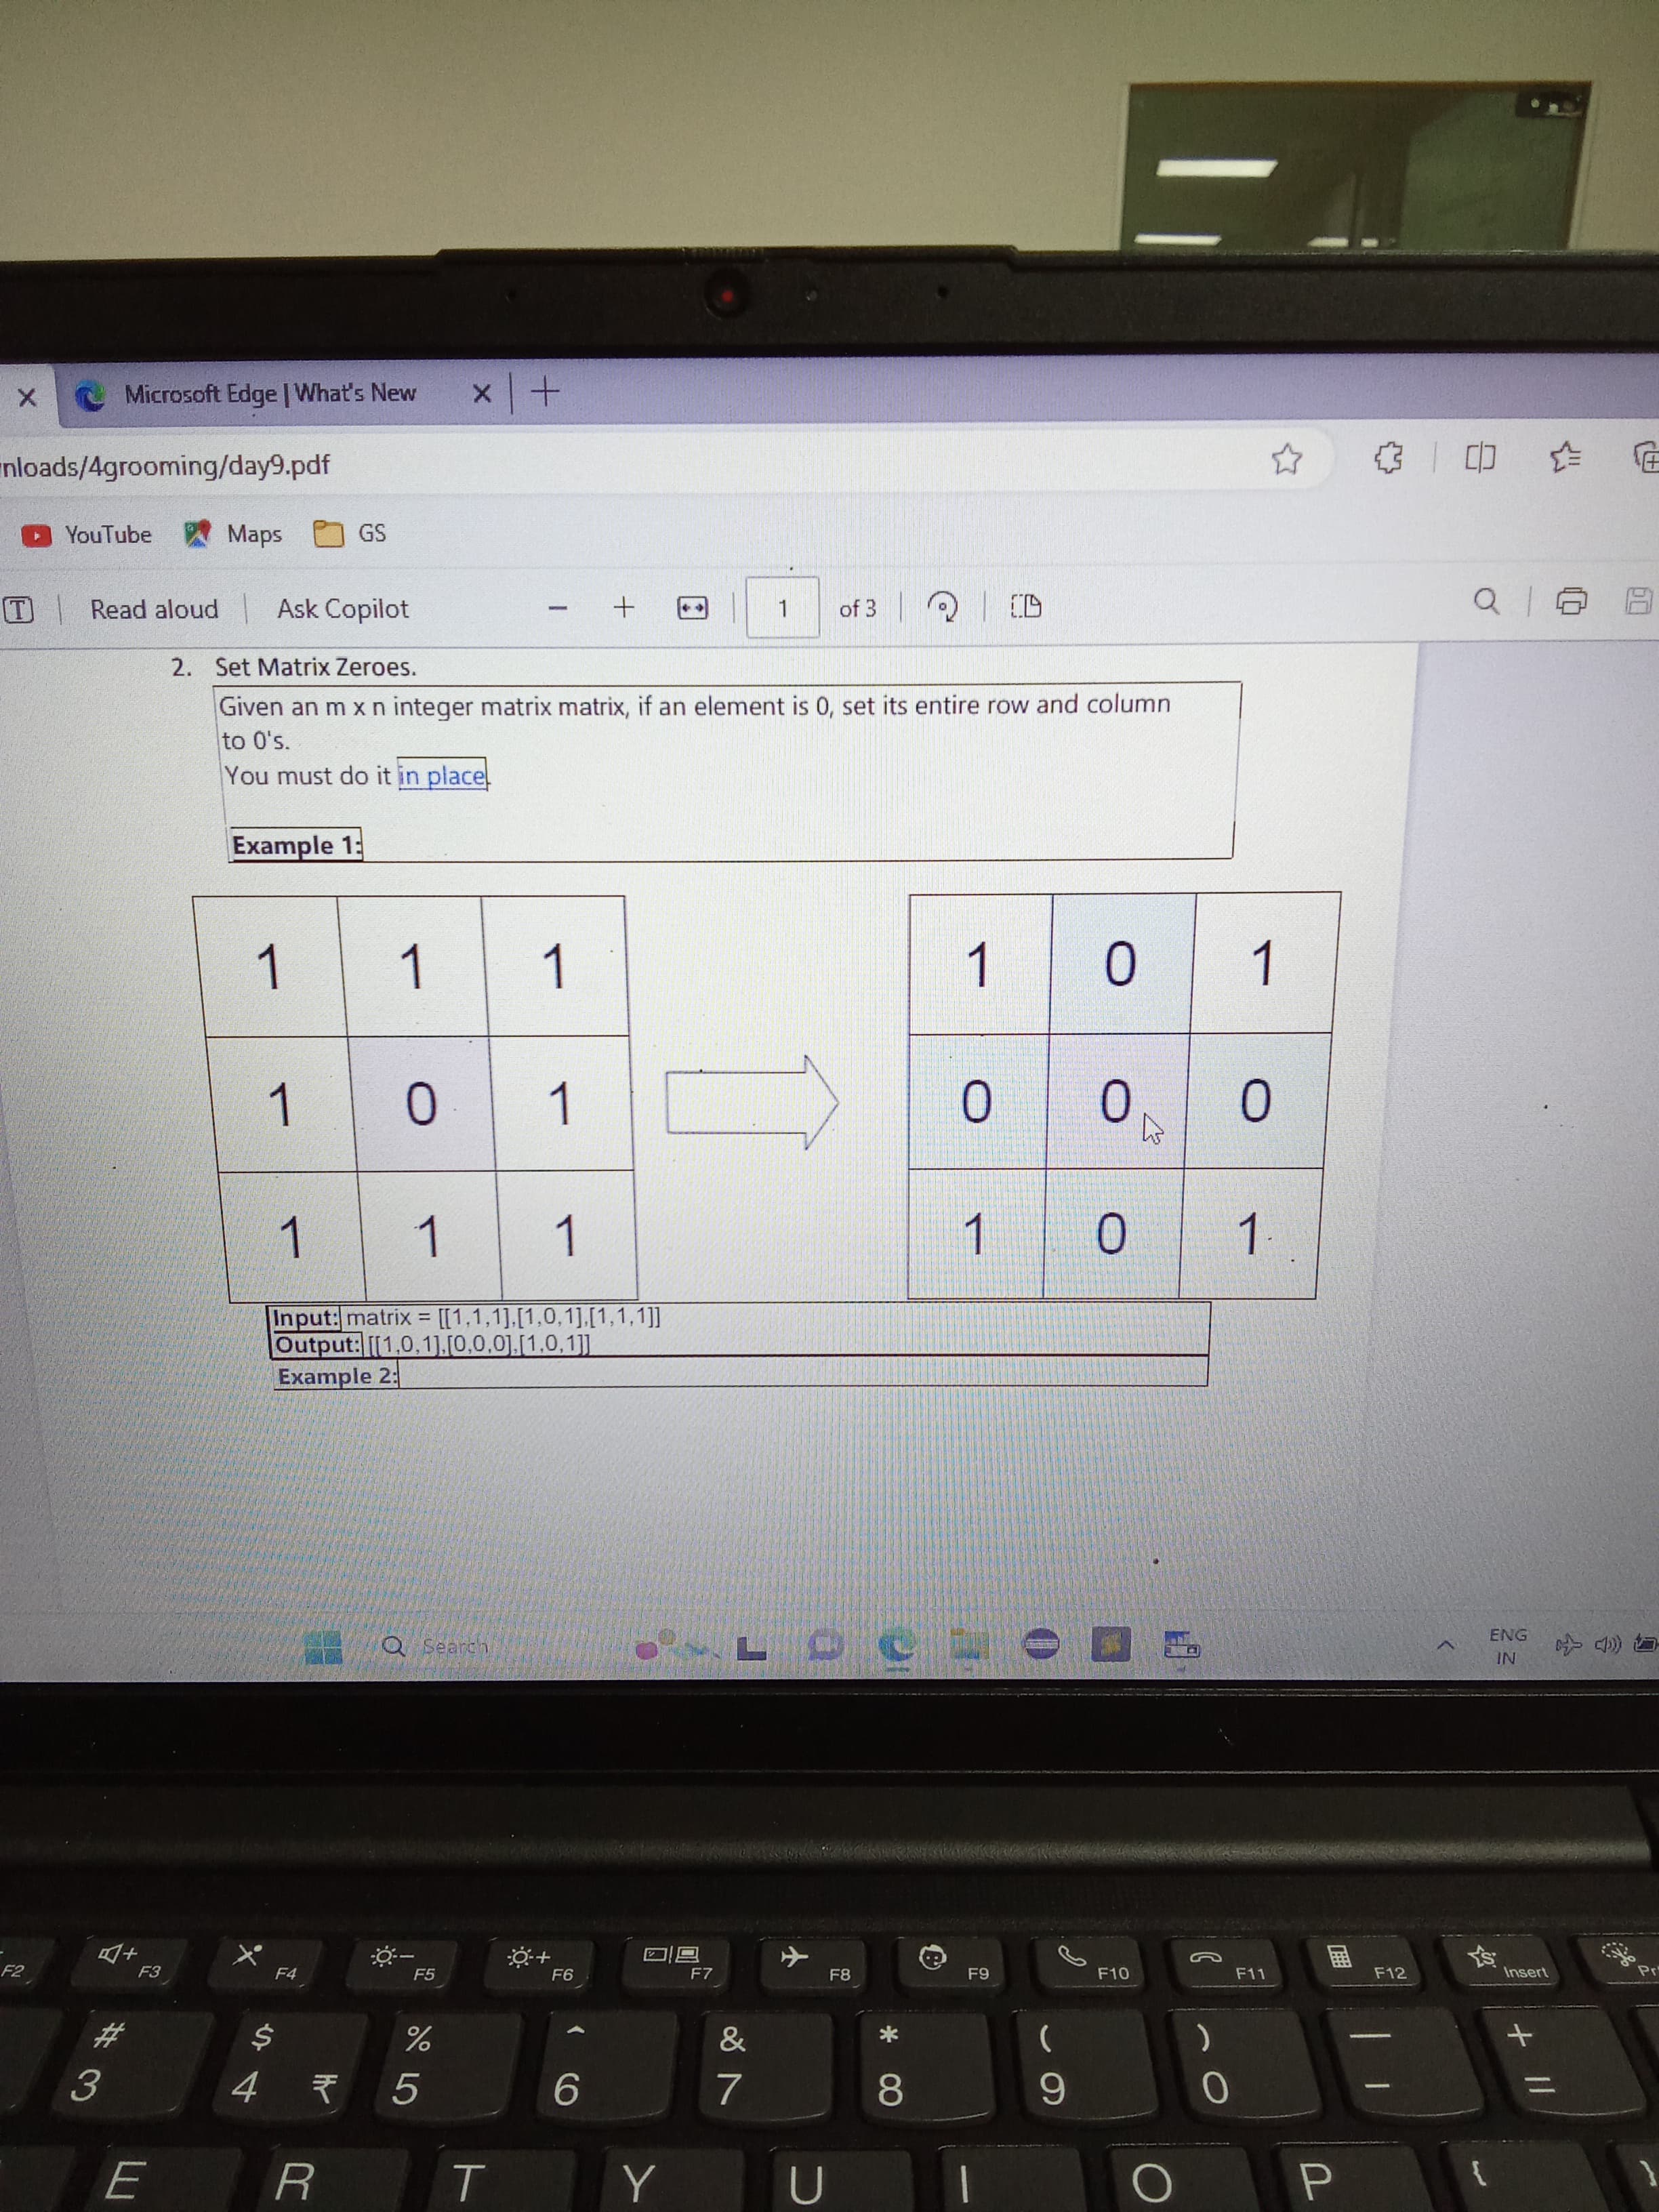 Microsoft Edge | What's New
nloads/4grooming/day9.pdf
YouTube Maps GS
Read aloud Ask Copilot 1 of 3
2. Set Matrix Zeroes.
Given an m x n integer matrix matrix, if an element is 0, set its entire row and column
to 0's.
You must do it in place.
Example 1:
1 1 1 1 0 1
1 0 1 0 0 0
1 1 1 1 0 1
Input: matrix = [[1,1,1],[1,0,1],[1,1,1]]
Output: [[1,0,1],[0,0,0],[1,0,1]]
Example 2:
Search
ENG
IN
F2 F3 F4 F5 F6 F7 F8 F9 F10 F11 F12 Insert
# $ % ^ & * ( ) — +
3 4 ₹ 5 6 7 8 9 0 - =
E R T Y U I O P { }